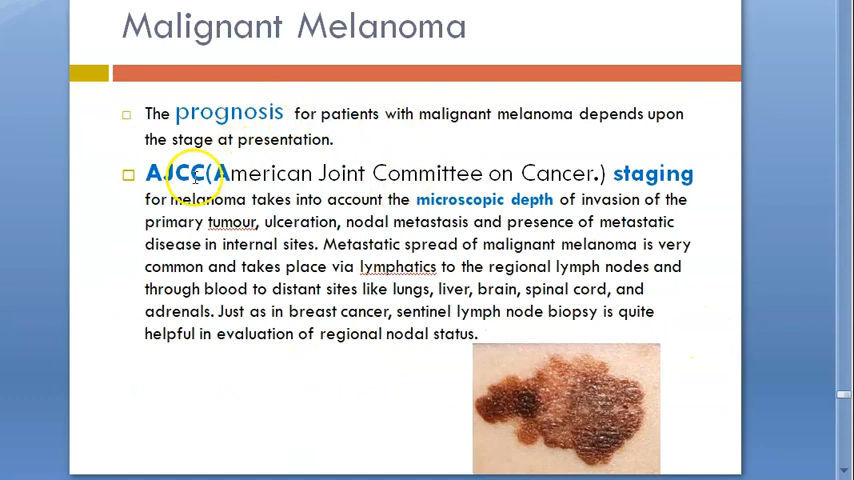 Malignant Melanoma
The prognosis for patients with malignant melanoma depends upon
the stage at presentation.
AJCC(American Joint Committee on Cancer.) staging
for melanoma takes into account the microscopic depth of invasion of the
primary tumour, ulceration, nodal metastasis and presence of metastatic
disease in internal sites. Metastatic spread of malignant melanoma is very
common and takes place via lymphatics to the regional lymph nodes and
through blood to distant sites like lungs, liver, brain, spinal cord, and
adrenals. Just as in breast cancer, sentinel lymph node biopsy is quite
helpful in evaluation of regional nodal status.